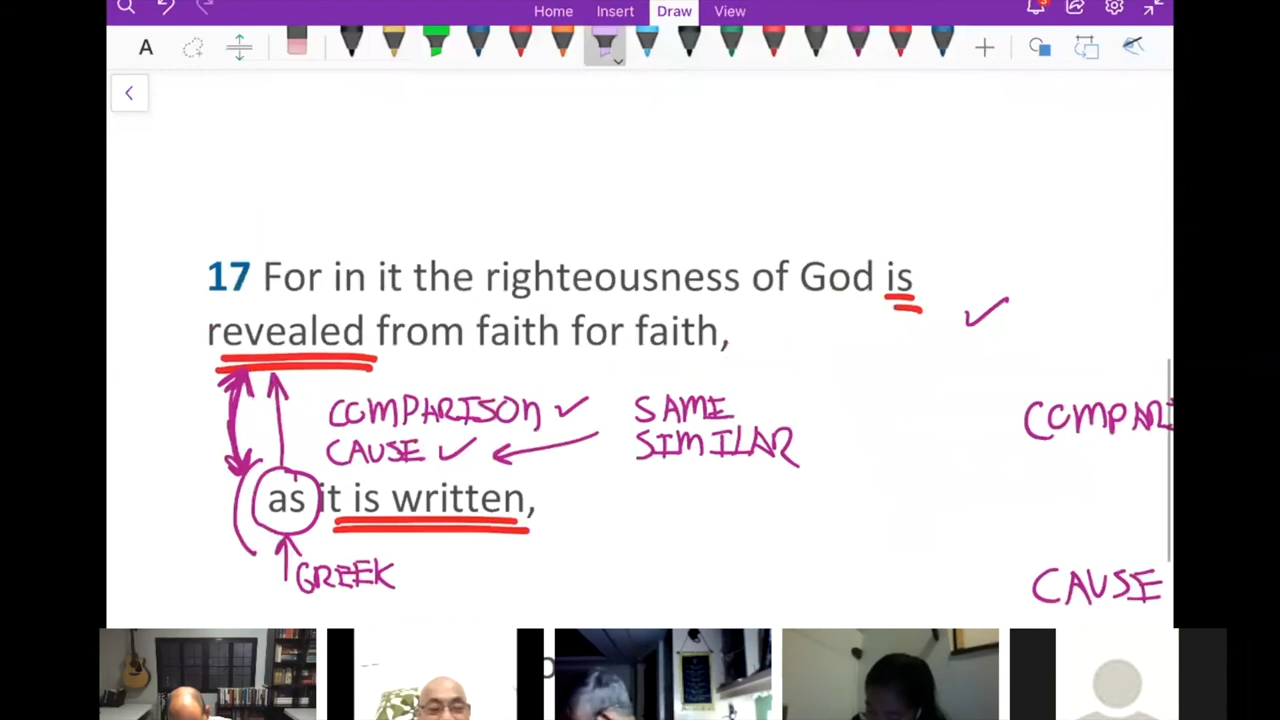 Home Insert Draw View
A
17 For in it the righteousness of God is
revealed from faith for faith,
COMPARISON SAME
CAUSE SIMILAR
COMPARI
as it is written,
GREEK
CAUSE